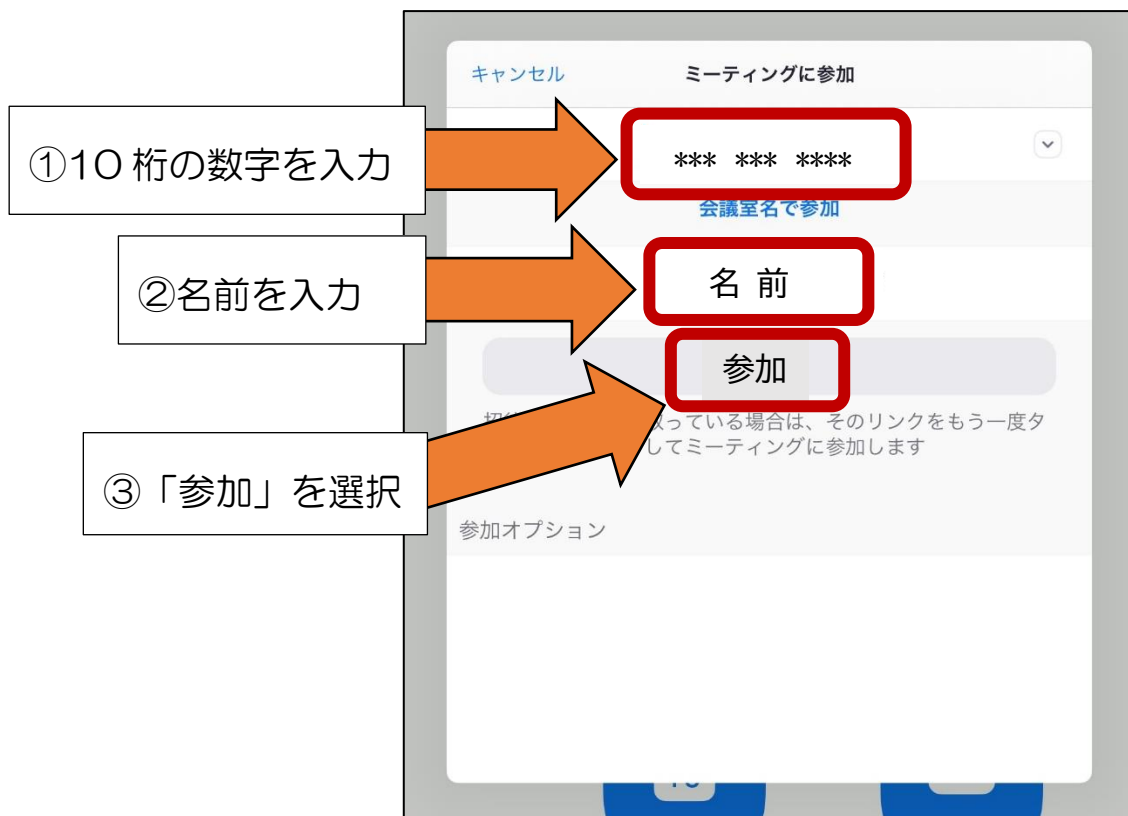 キャンセル
ミーティングに参加
①10桁の数字を入力
*** *** ****
会議室名で参加
②名前を入力
名 前
参加
っている場合は、そのリンクをもう一度タ
してミーティングに参加します
③「参加」を選択
参加オプション